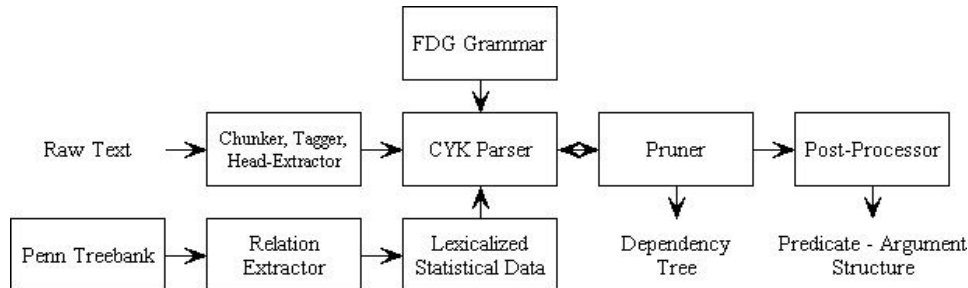 FDG Grammar
Raw Text
Chunker, Tagger,
Head-Extractor
CYK Parser
Pruner
Post-Processor
Penn Treebank
Relation
Extractor
Lexicalized
Statistical Data
Dependency
Tree
Predicate - Argument
Structure